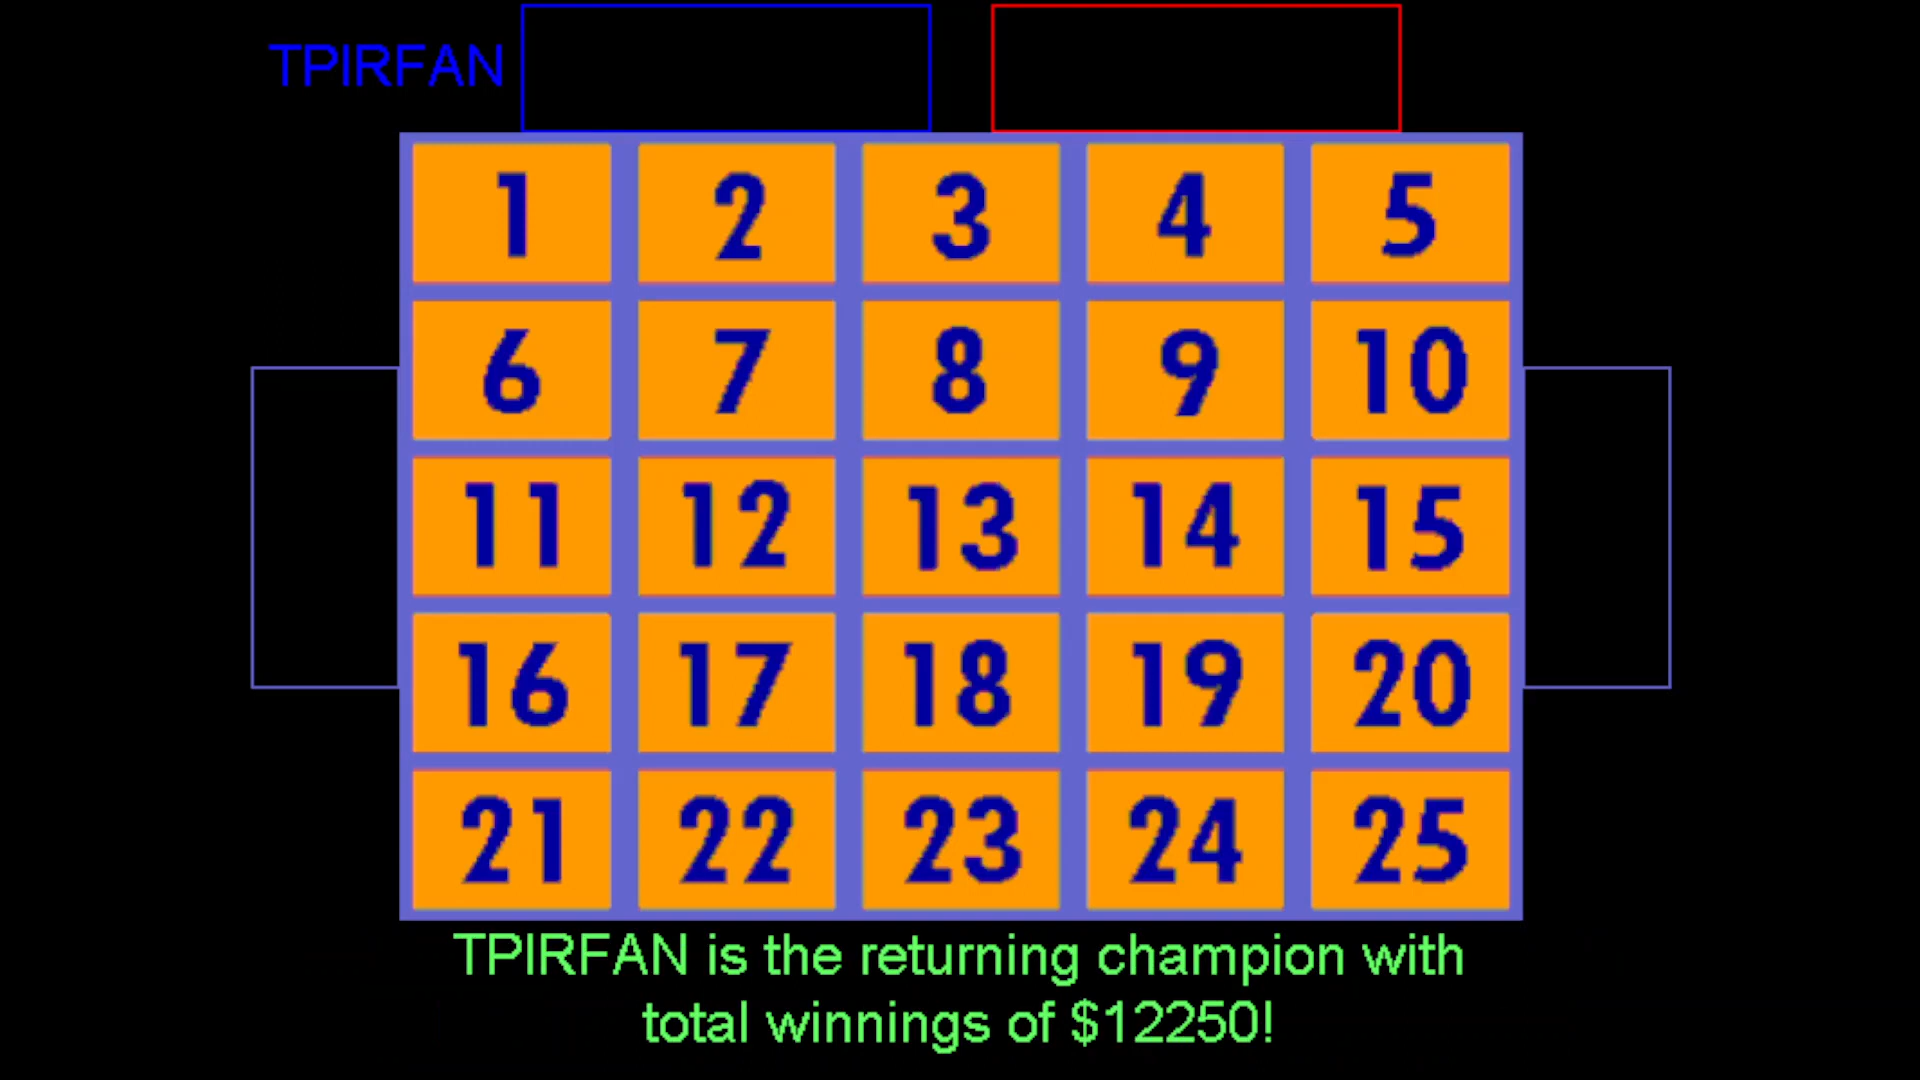 TPIRFAN
1 2 3 4 5
6 7 8 9 10
11 12 13 14 15
16 17 18 19 20
21 22 23 24 25
TPIRFAN is the returning champion with
total winnings of $12250!